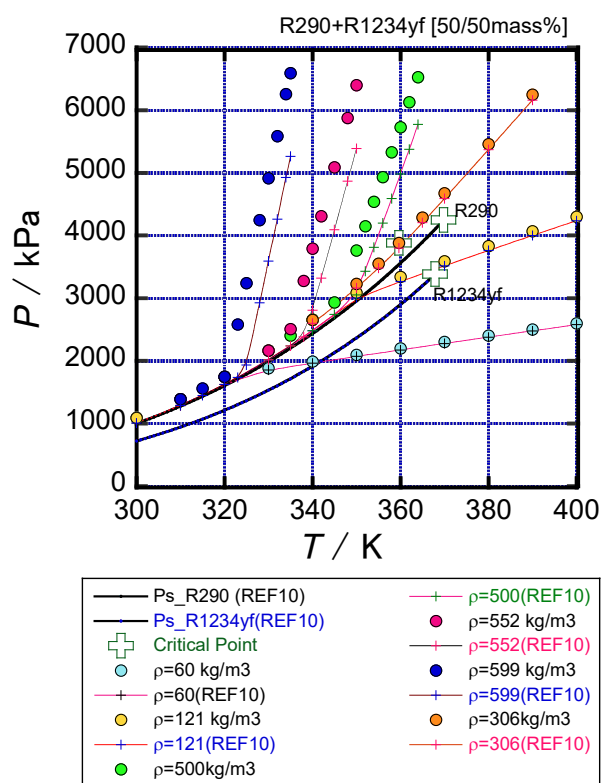 R290+R1234yf [50/50mass%]
7000
6000
5000
4000
3000
2000
1000
0
P / kPa
R290
R1234yf
300 320 340 360 380 400
T / K
Ps_R290 (REF10)
Ps_R1234yf(REF10)
Critical Point
ρ=60 kg/m3
ρ=60(REF10)
ρ=121 kg/m3
ρ=121(REF10)
ρ=500kg/m3
ρ=500(REF10)
ρ=552 kg/m3
ρ=552(REF10)
ρ=599 kg/m3
ρ=599(REF10)
ρ=306kg/m3
ρ=306(REF10)